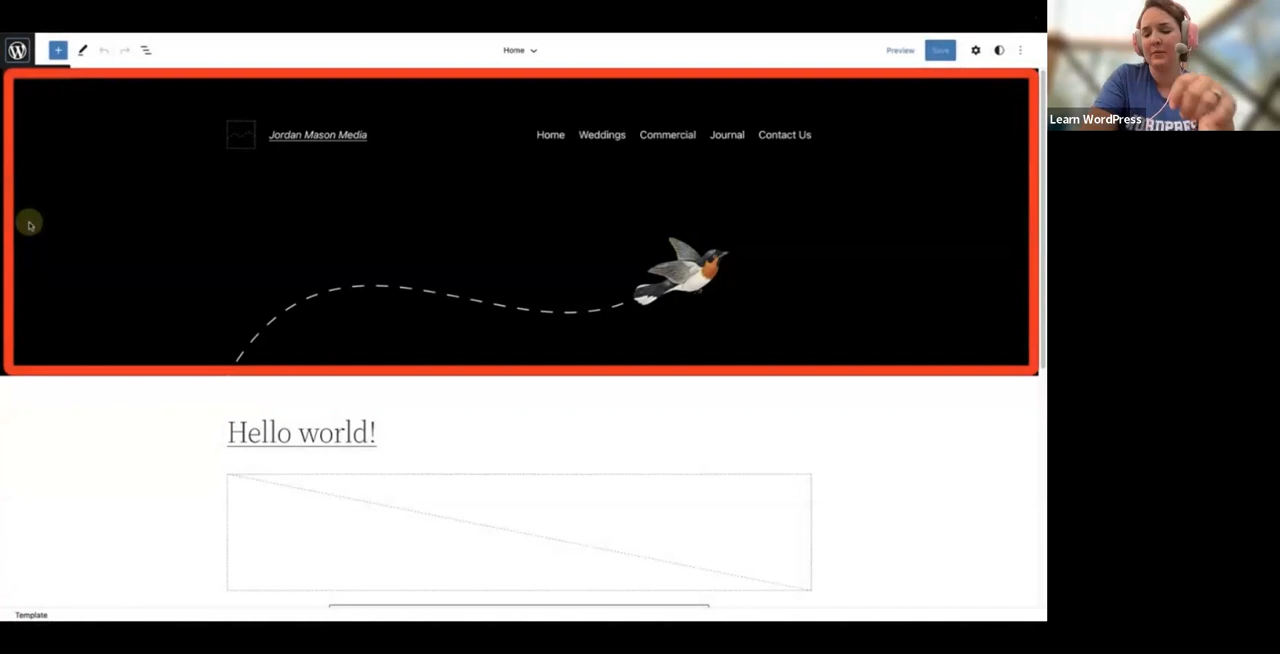 Home
Preview
Save
Jordan Mason Media
Home Weddings Commercial Journal Contact Us
Learn WordPress
Hello world!
Template